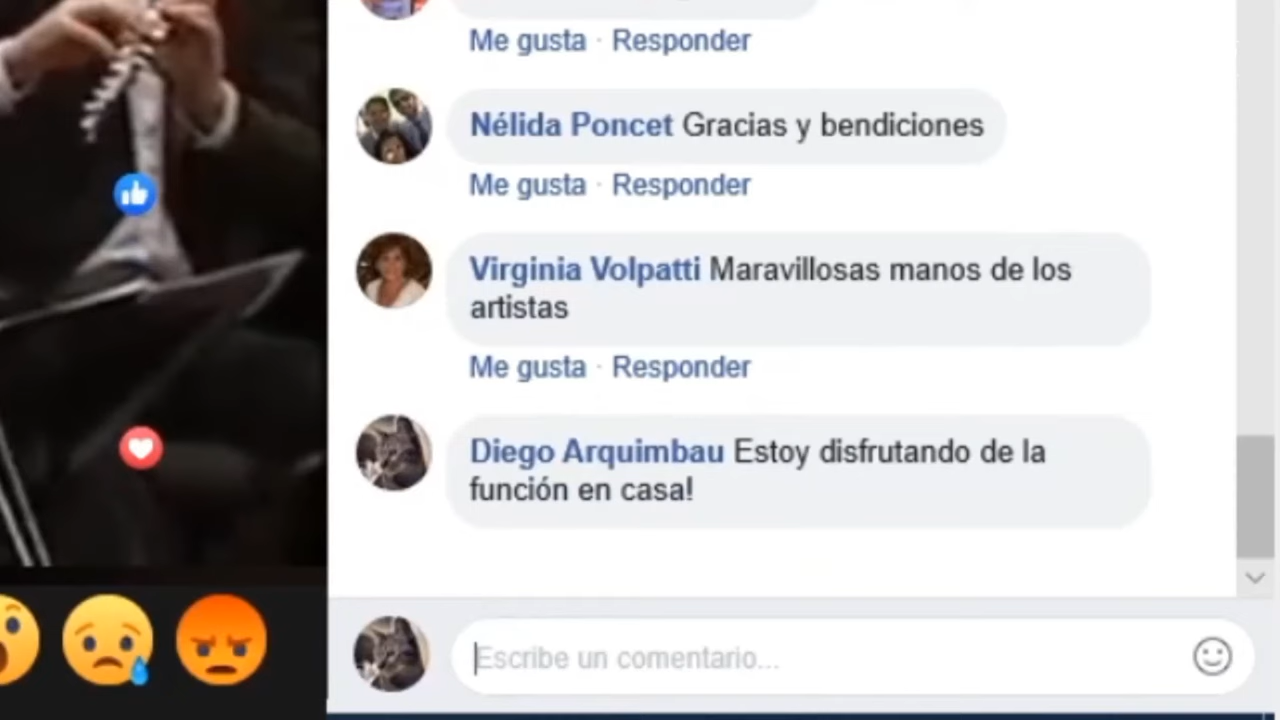 Me gusta · Responder
Nélida Poncet Gracias y bendiciones
Me gusta · Responder
Virginia Volpatti Maravillosas manos de los
artistas
Me gusta · Responder
Diego Arquimbau Estoy disfrutando de la
función en casa!
Escribe un comentario...